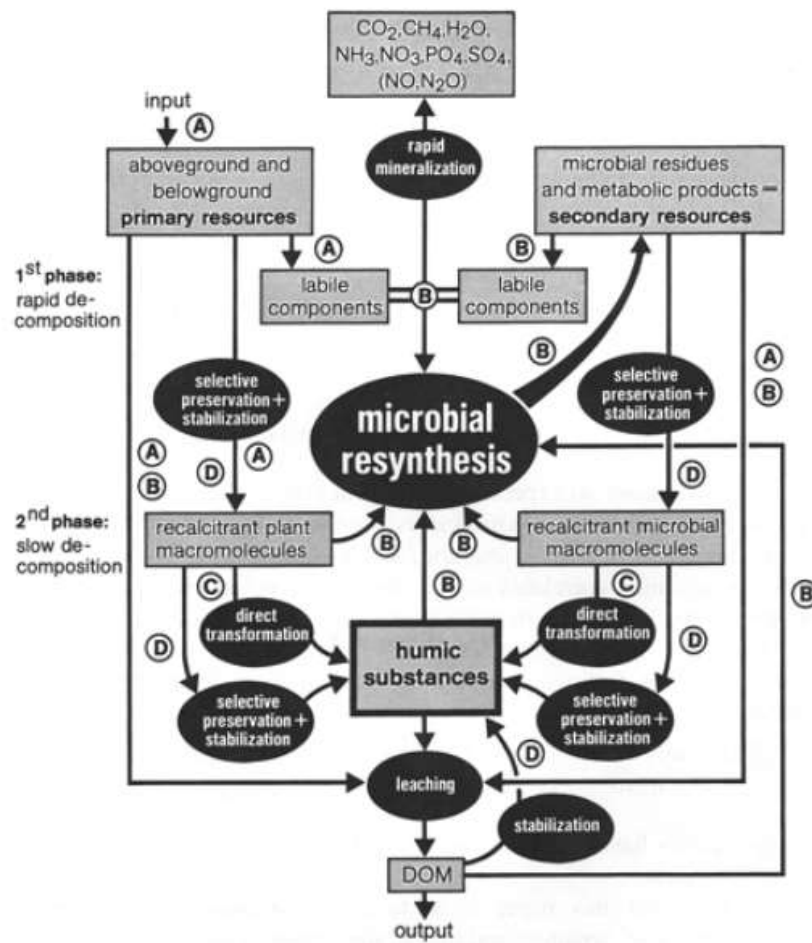 CO2,CH4,H2O,
NH3,NO3,PO4,SO4,
(NO,N2O)
input
A
rapid
mineralization
aboveground and
belowground
primary resources
microbial residues
and metabolic products –
secondary resources
A
B
1st phase:
rapid de-
composition
labile
components
B
labile
components
B
A
B
selective
preservation +
stabilization
selective
preservation +
stabilization
microbial
resynthesis
A
B
D
A
D
2nd phase:
slow de-
composition
recalcitrant plant
macromolecules
B
B
recalcitrant microbial
macromolecules
C
B
C
B
direct
transformation
direct
transformation
D
D
humic
substances
selective
preservation +
stabilization
selective
preservation +
stabilization
D
leaching
stabilization
DOM
output